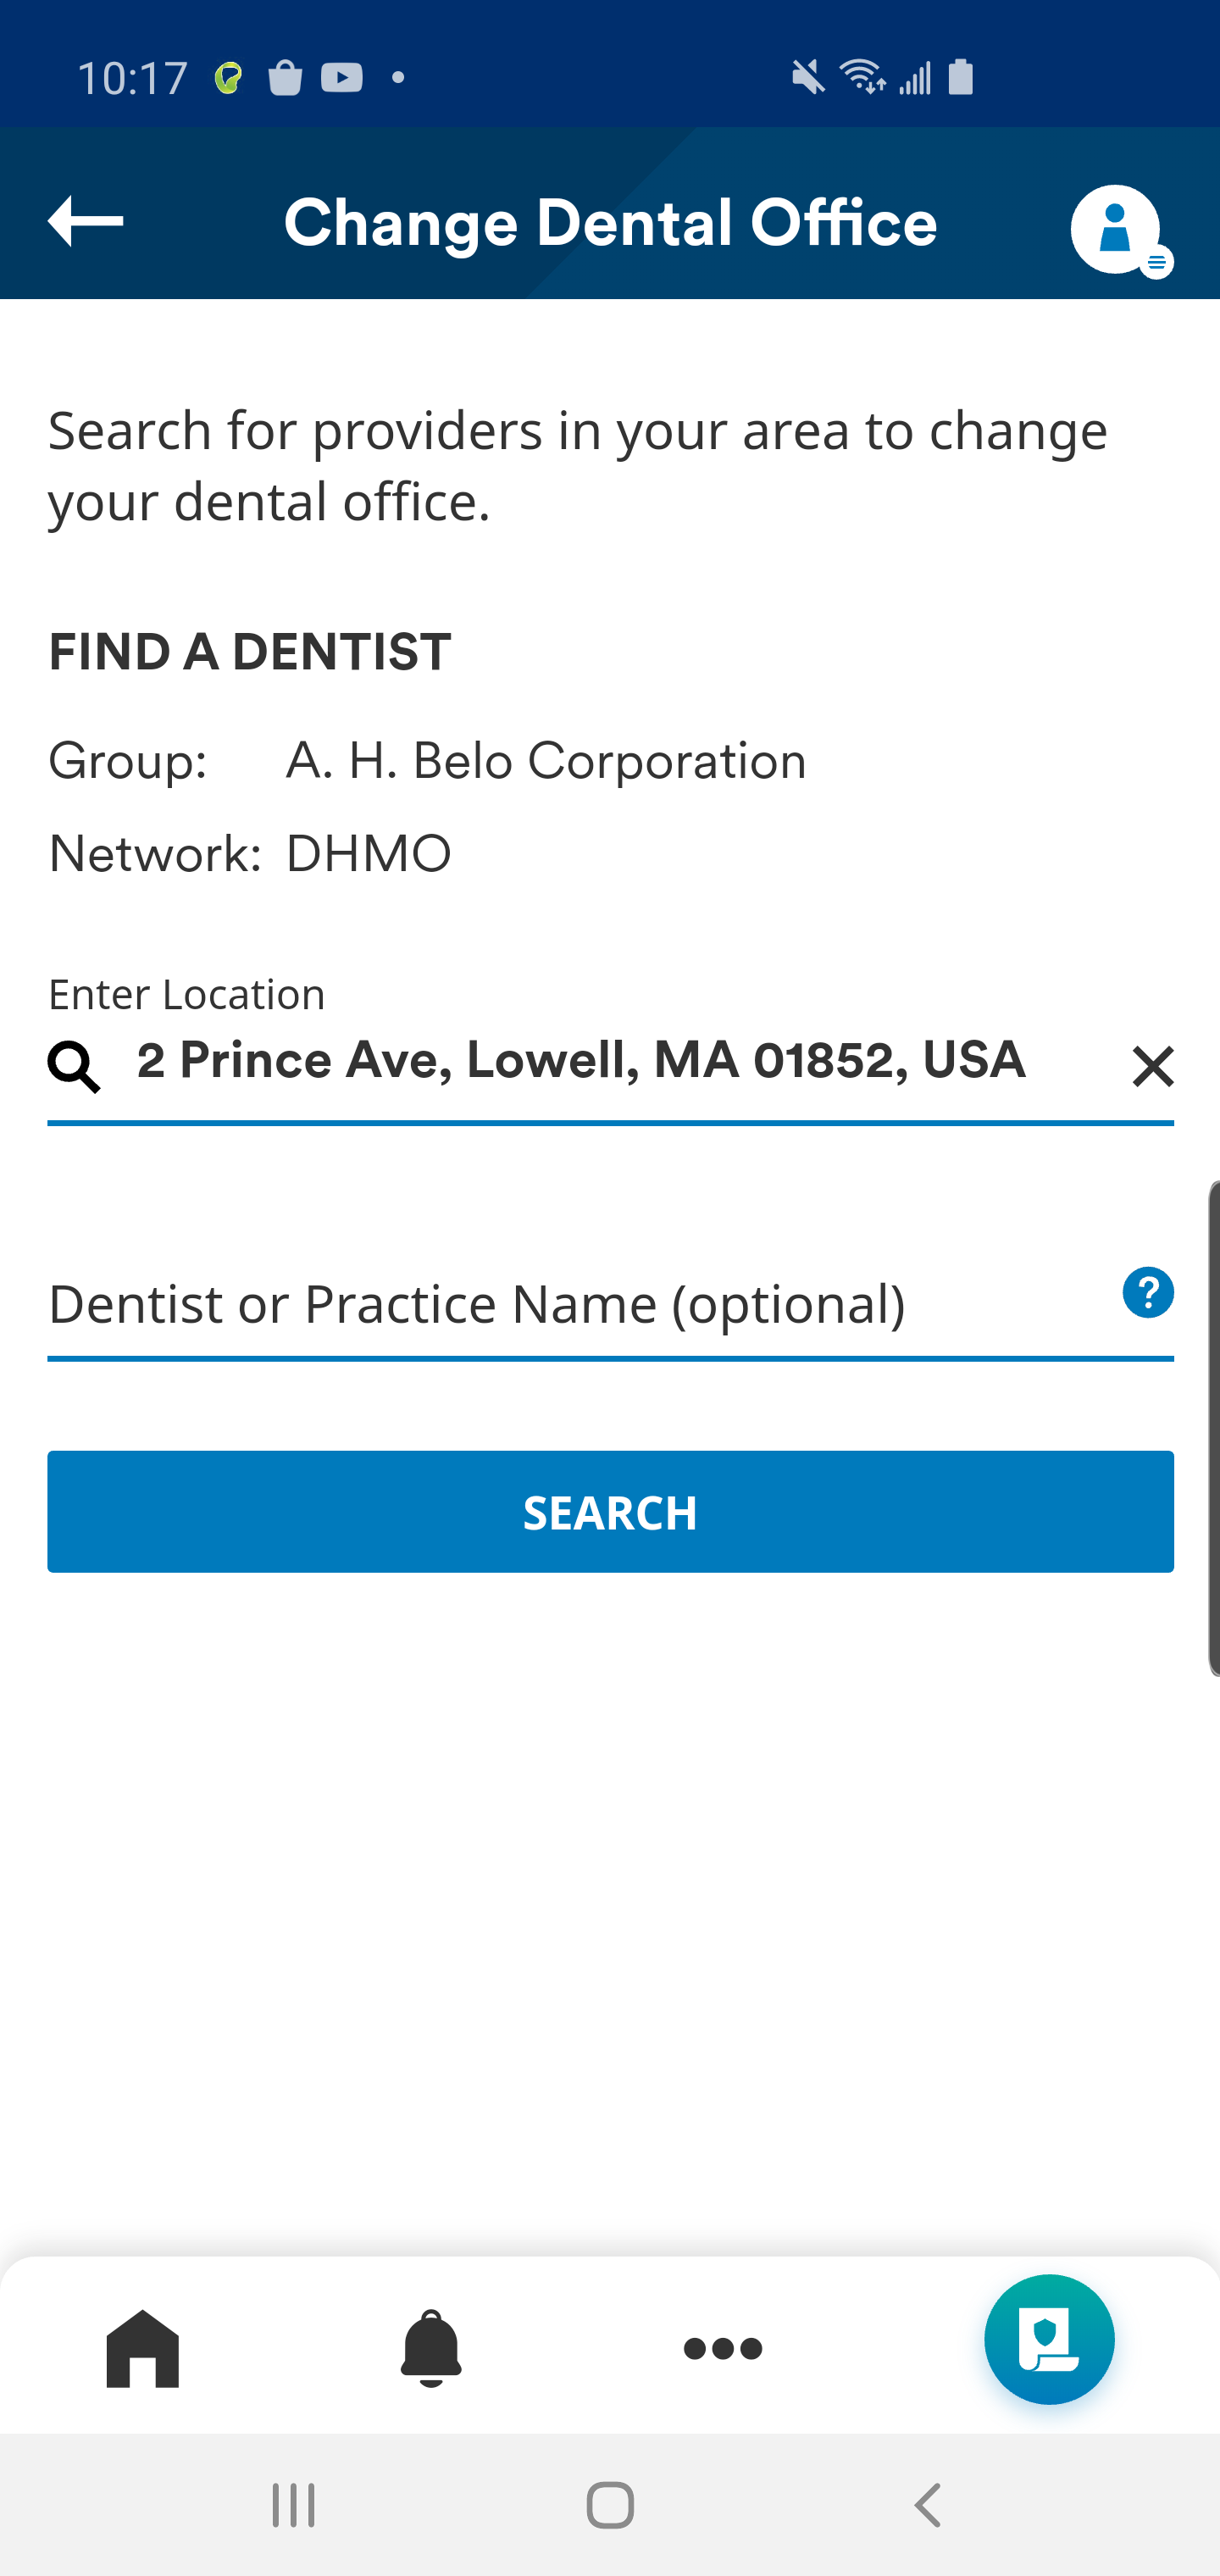 10:17
Change Dental Office
Search for providers in your area to change
your dental office.
FIND A DENTIST
Group: A. H. Belo Corporation
Network: DHMO
Enter Location
2 Prince Ave, Lowell, MA 01852, USA
Dentist or Practice Name (optional)
?
SEARCH